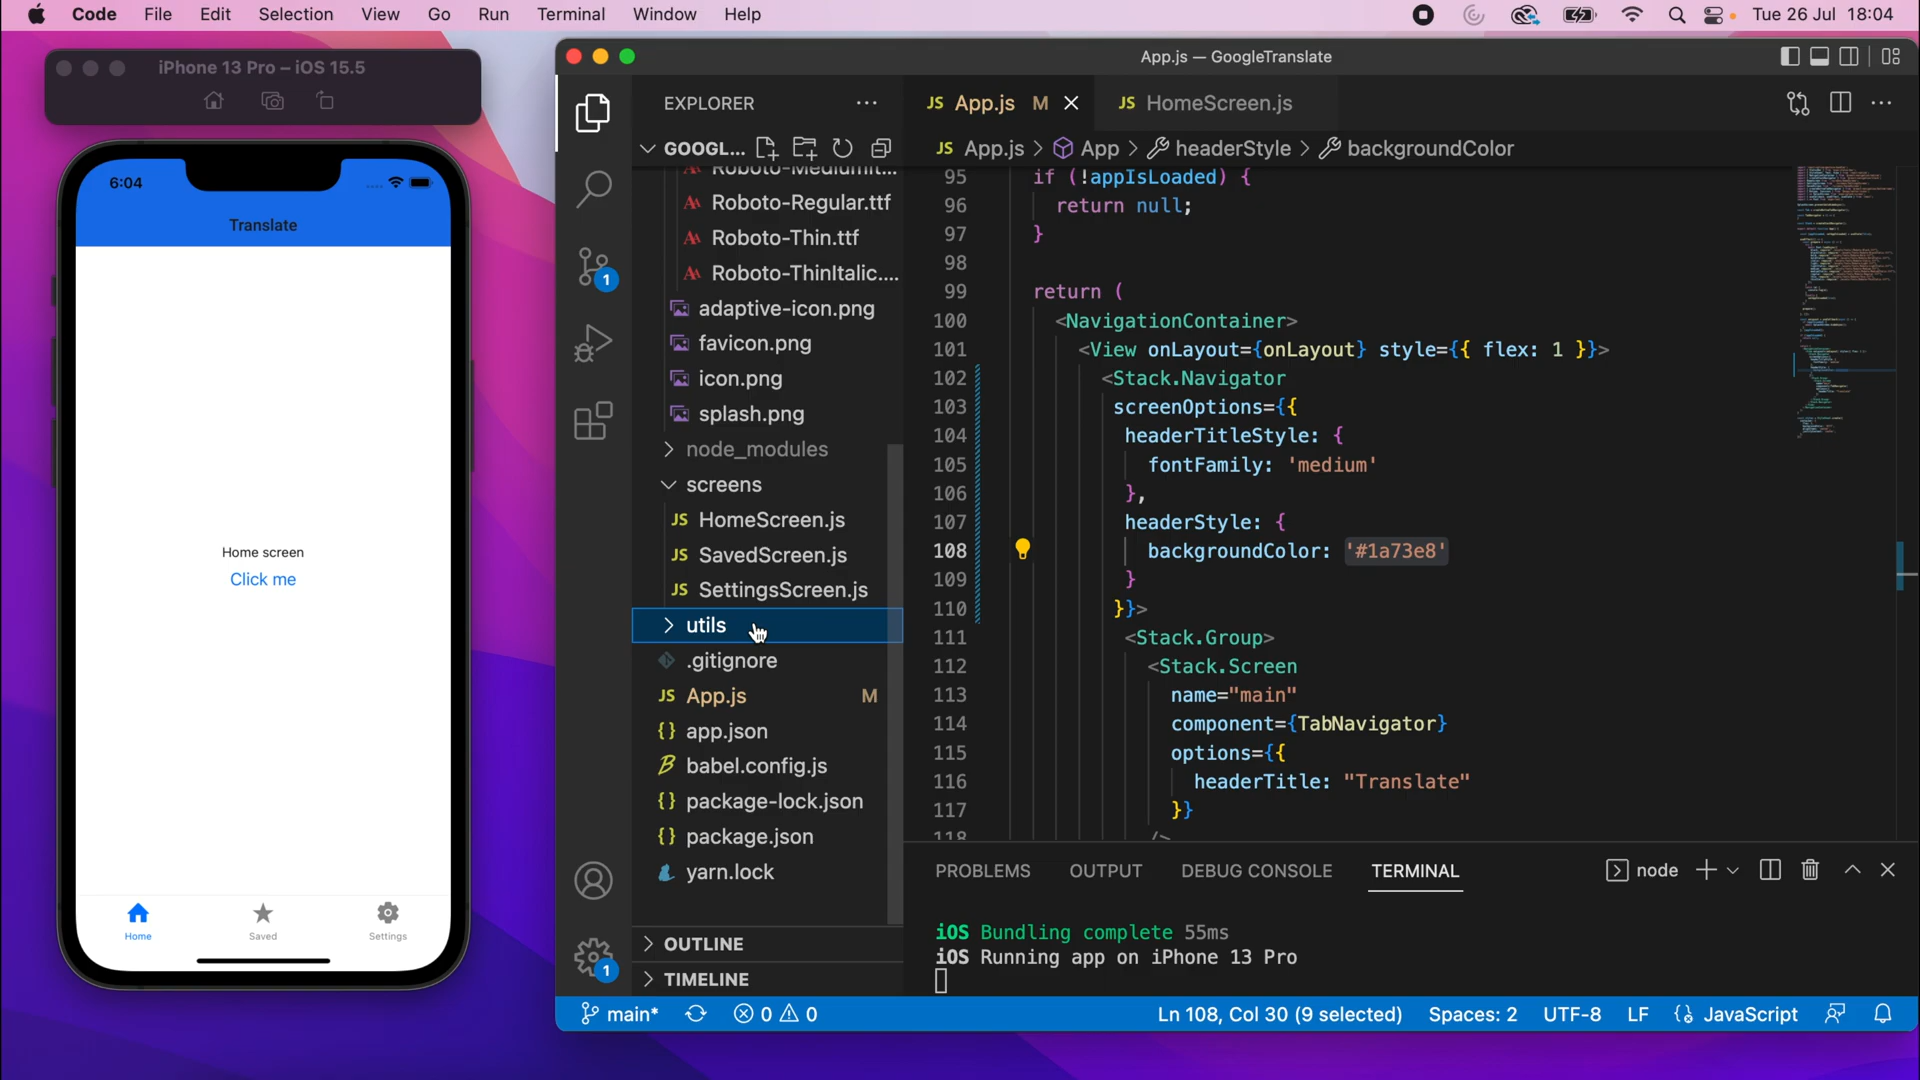 Code File Edit Selection View Go Run Terminal Window Help Tue 26 Jul 18:04
iPhone 13 Pro – iOS 15.5
6:04
Translate
Home screen
Click me
Home Saved Settings
App.js — GoogleTranslate
EXPLORER
GOOGL...
Roboto-MediumIt...
Roboto-Regular.ttf
Roboto-Thin.ttf
Roboto-ThinItalic....
adaptive-icon.png
favicon.png
icon.png
splash.png
node_modules
screens
JS HomeScreen.js
JS SavedScreen.js
JS SettingsScreen.js
utils
.gitignore
JS App.js M
{} app.json
babel.config.js
{} package-lock.json
{} package.json
yarn.lock
OUTLINE
TIMELINE
1
1
JS App.js M JS HomeScreen.js
JS App.js > App > headerStyle > backgroundColor
95 if (!appIsLoaded) {
96 return null;
97 }
98
99 return (
100 <NavigationContainer>
101 <View onLayout={onLayout} style={{ flex: 1 }}>
102 <Stack.Navigator
103 screenOptions={{
104 headerTitleStyle: {
105 fontFamily: 'medium'
106 },
107 headerStyle: {
108 backgroundColor: '#1a73e8'
109 }
110 }}>
111 <Stack.Group>
112 <Stack.Screen
113 name="main"
114 component={TabNavigator}
115 options={{
116 headerTitle: "Translate"
117 }}
118 />
PROBLEMS OUTPUT DEBUG CONSOLE TERMINAL node
iOS Bundling complete 55ms
iOS Running app on iPhone 13 Pro
main* 0 0 Ln 108, Col 30 (9 selected) Spaces: 2 UTF-8 LF {} JavaScript